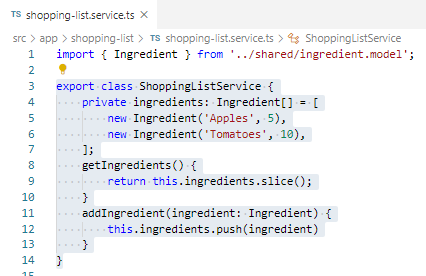 TS shopping-list.service.ts ×
src > app > shopping-list > TS shopping-list.service.ts > ShoppingListService
1 import { Ingredient } from '../shared/ingredient.model';
2
3 export class ShoppingListService {
4     private ingredients: Ingredient[] = [
5         new Ingredient('Apples', 5),
6         new Ingredient('Tomatoes', 10),
7     ];
8     getIngredients() {
9         return this.ingredients.slice();
10     }
11     addIngredient(ingredient: Ingredient) {
12         this.ingredients.push(ingredient)
13     }
14 }
15